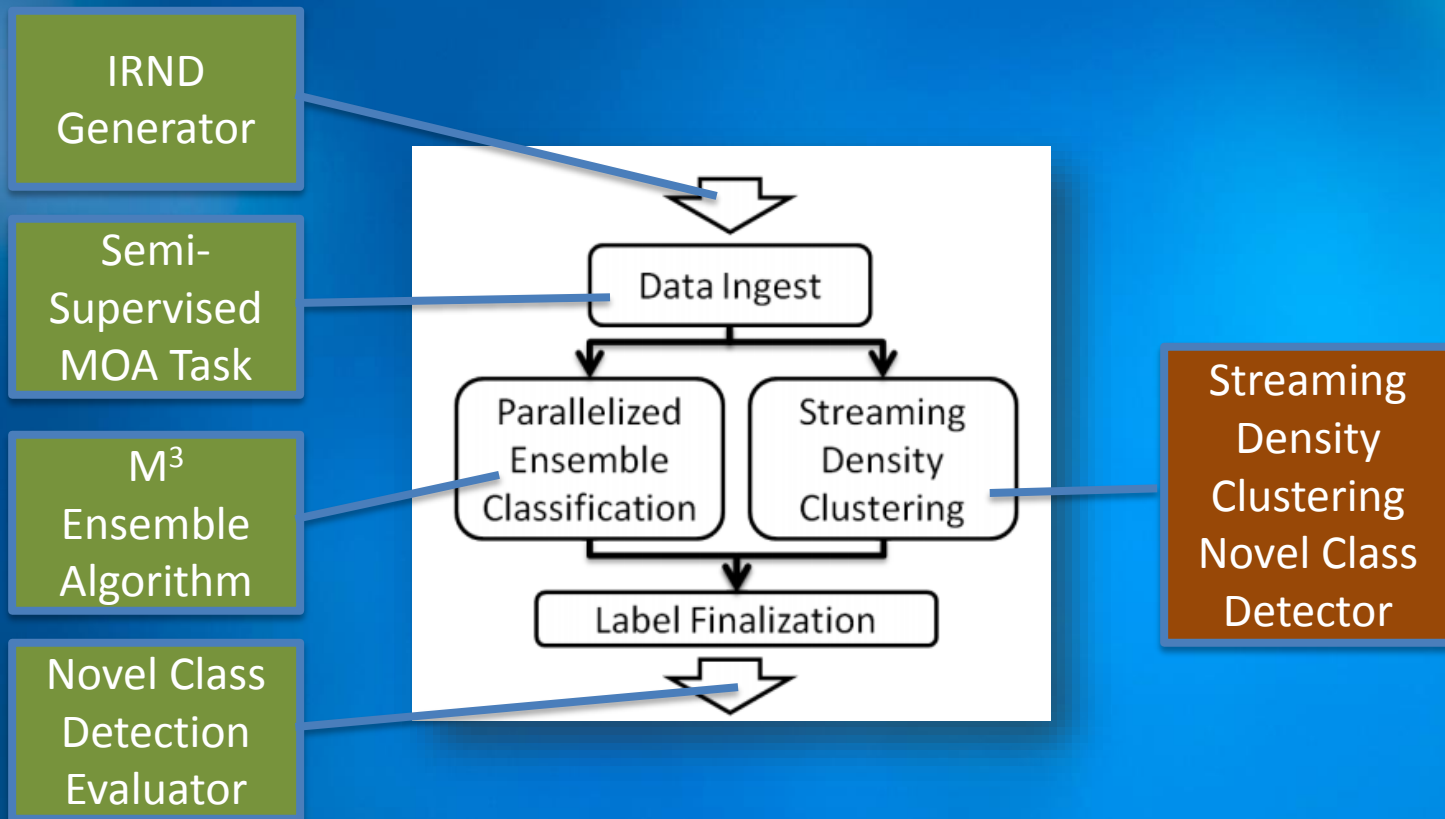 IRND
Generator
Semi-
Supervised
MOA Task
M³
Ensemble
Algorithm
Novel Class
Detection
Evaluator
Data Ingest
Parallelized
Ensemble
Classification
Streaming
Density
Clustering
Label Finalization
Streaming
Density
Clustering
Novel Class
Detector